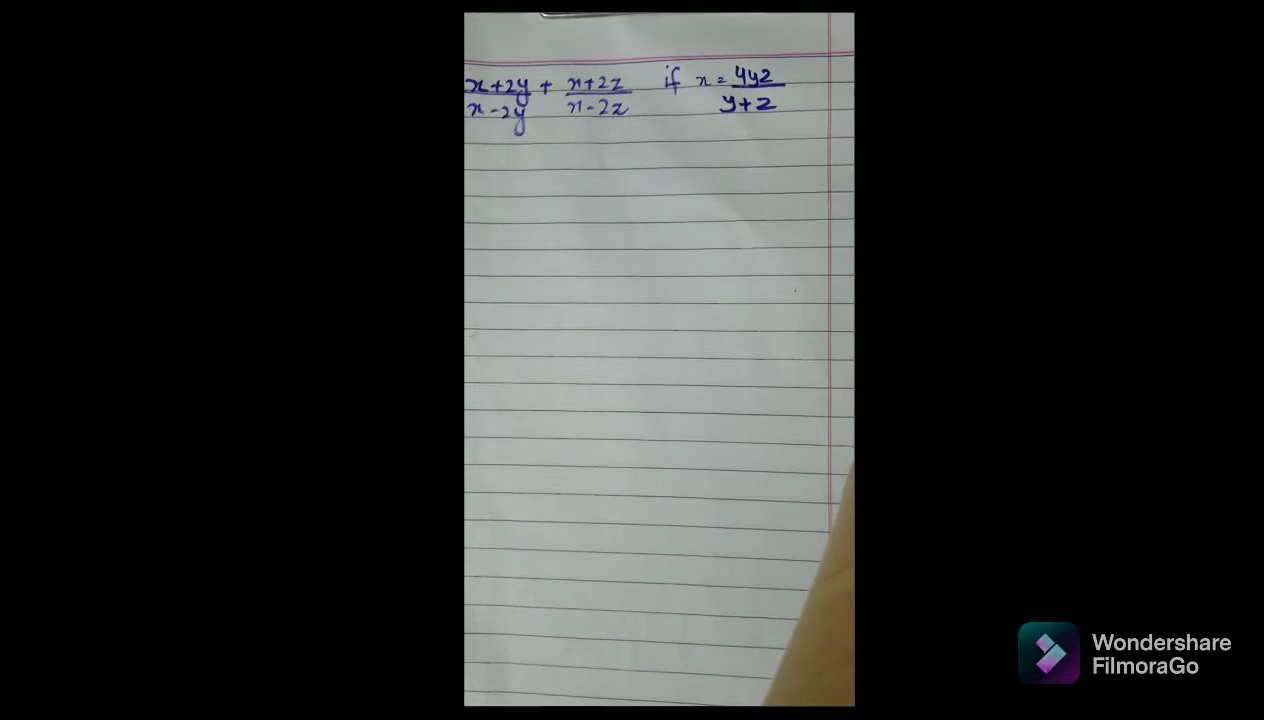 x+2y/x-2y + x+2z/x-2z if x = 4yz/y+z
Wondershare
FilmoraGo